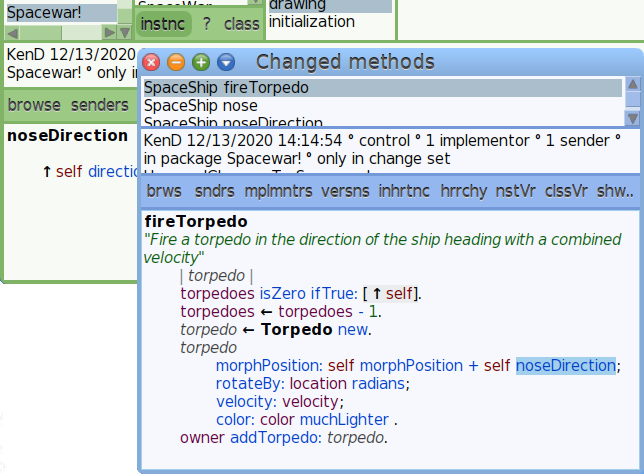 Spacewar!
SpaceWar
instnc ? class
drawing
initialization
KenD 12/13/2020
Spacewar! ° only in
browse senders
noseDirection
↑ self directio
Changed methods
SpaceShip fireTorpedo
SpaceShip nose
SpaceShip noseDirection
KenD 12/13/2020 14:14:54 ° control ° 1 implementor ° 1 sender °
in package Spacewar! ° only in change set
brws sndrs mplmntrs versns inhrtnc hrrchy nstVr clssVr shw..
fireTorpedo
"Fire a torpedo in the direction of the ship heading with a combined
velocity"
| torpedo |
torpedoes isZero ifTrue: [ ↑ self].
torpedoes ← torpedoes - 1.
torpedo ← Torpedo new.
torpedo
morphPosition: self morphPosition + self noseDirection;
rotateBy: location radians;
velocity: velocity;
color: color muchLighter .
owner addTorpedo: torpedo.